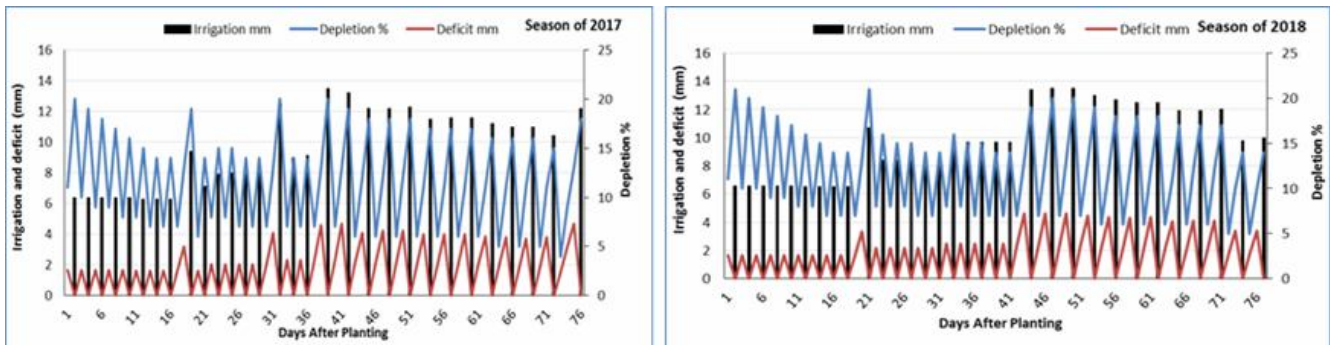 Irrigation mm Depletion % Deficit mm Season of 2017
16 14 12 10 8 6 4 2 0
Irrigation and deficit (mm)
25 20 15 10 5 0
Depletion %
1 6 11 16 21 26 31 36 41 46 51 56 61 66 71 76
Days After Planting
Irrigation mm Depletion % Deficit mm Season of 2018
16 14 12 10 8 6 4 2 0
Irrigation and deficit (mm)
25 20 15 10 5 0
Depletion %
1 6 11 16 21 26 31 36 41 46 51 56 61 66 71 76
Days After Planting